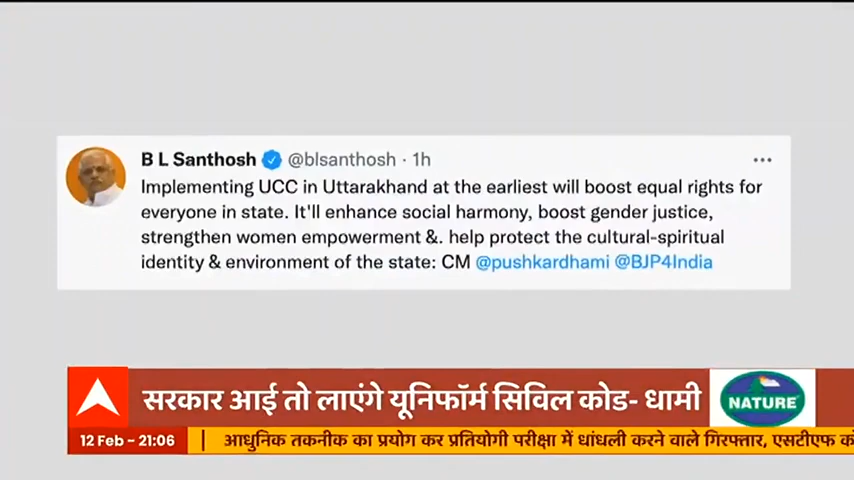 B L Santhosh @blsanthosh · 1h
Implementing UCC in Uttarakhand at the earliest will boost equal rights for
everyone in state. It'll enhance social harmony, boost gender justice,
strengthen women empowerment &. help protect the cultural-spiritual
identity & environment of the state: CM @pushkardhami @BJP4India
सरकार आई तो लाएंगे यूनिफॉर्म सिविल कोड- धामी
NATURE
12 Feb - 21:06
आधुनिक तकनीक का प्रयोग कर प्रतियोगी परीक्षा में धांधली करने वाले गिरफ्तार, एसटीएफ को